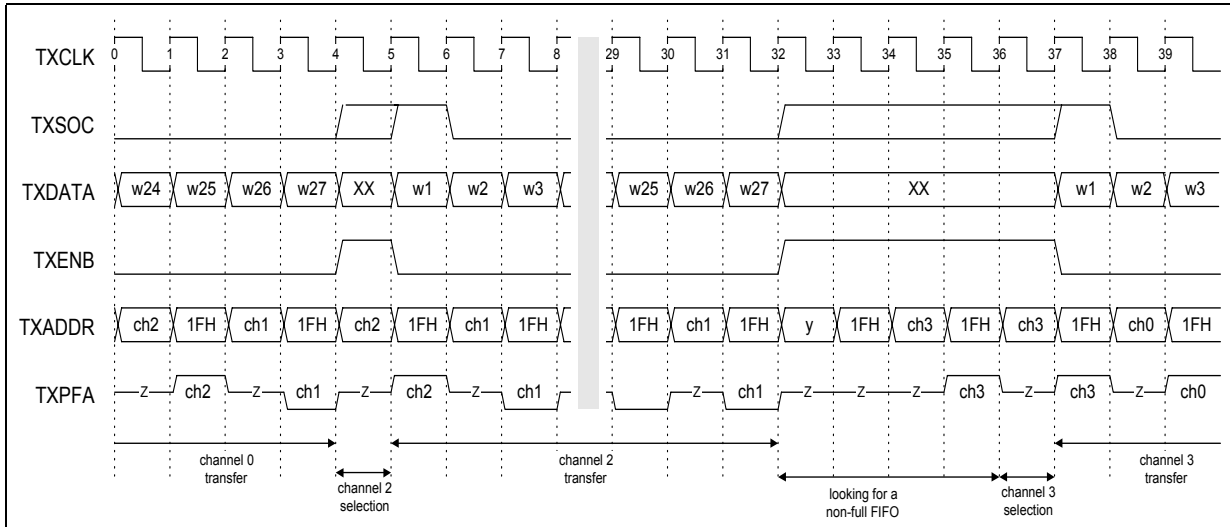 TXCLK 0 1 2 3 4 5 6 7 8 29 30 31 32 33 34 35 36 37 38 39
TXSOC
TXDATA w24 w25 w26 w27 XX w1 w2 w3 w25 w26 w27 XX w1 w2 w3
TXENB
TXADDR ch2 1FH ch1 1FH ch2 1FH ch1 1FH 1FH ch1 1FH y 1FH ch3 1FH ch3 1FH ch0 1FH
TXPFA Z ch2 Z ch1 Z ch2 Z ch1 Z ch1 Z Z Z ch3 Z ch3 Z ch0
channel 0
transfer
channel 2
selection
channel 2
transfer
looking for a
non-full FIFO
channel 3
selection
channel 3
transfer